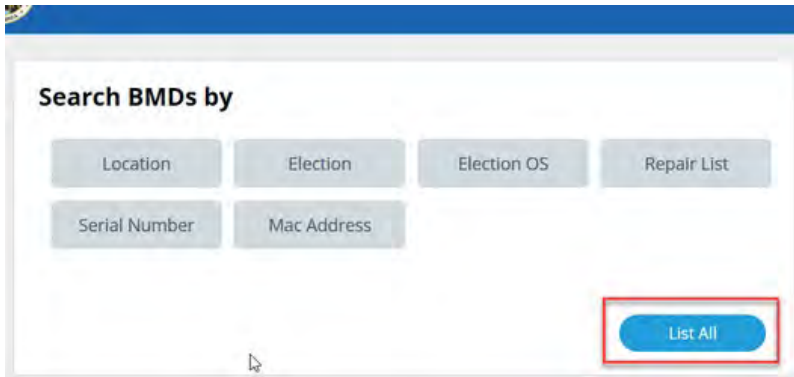 Search BMDs by
Location Election Election OS Repair List
Serial Number Mac Address
List All